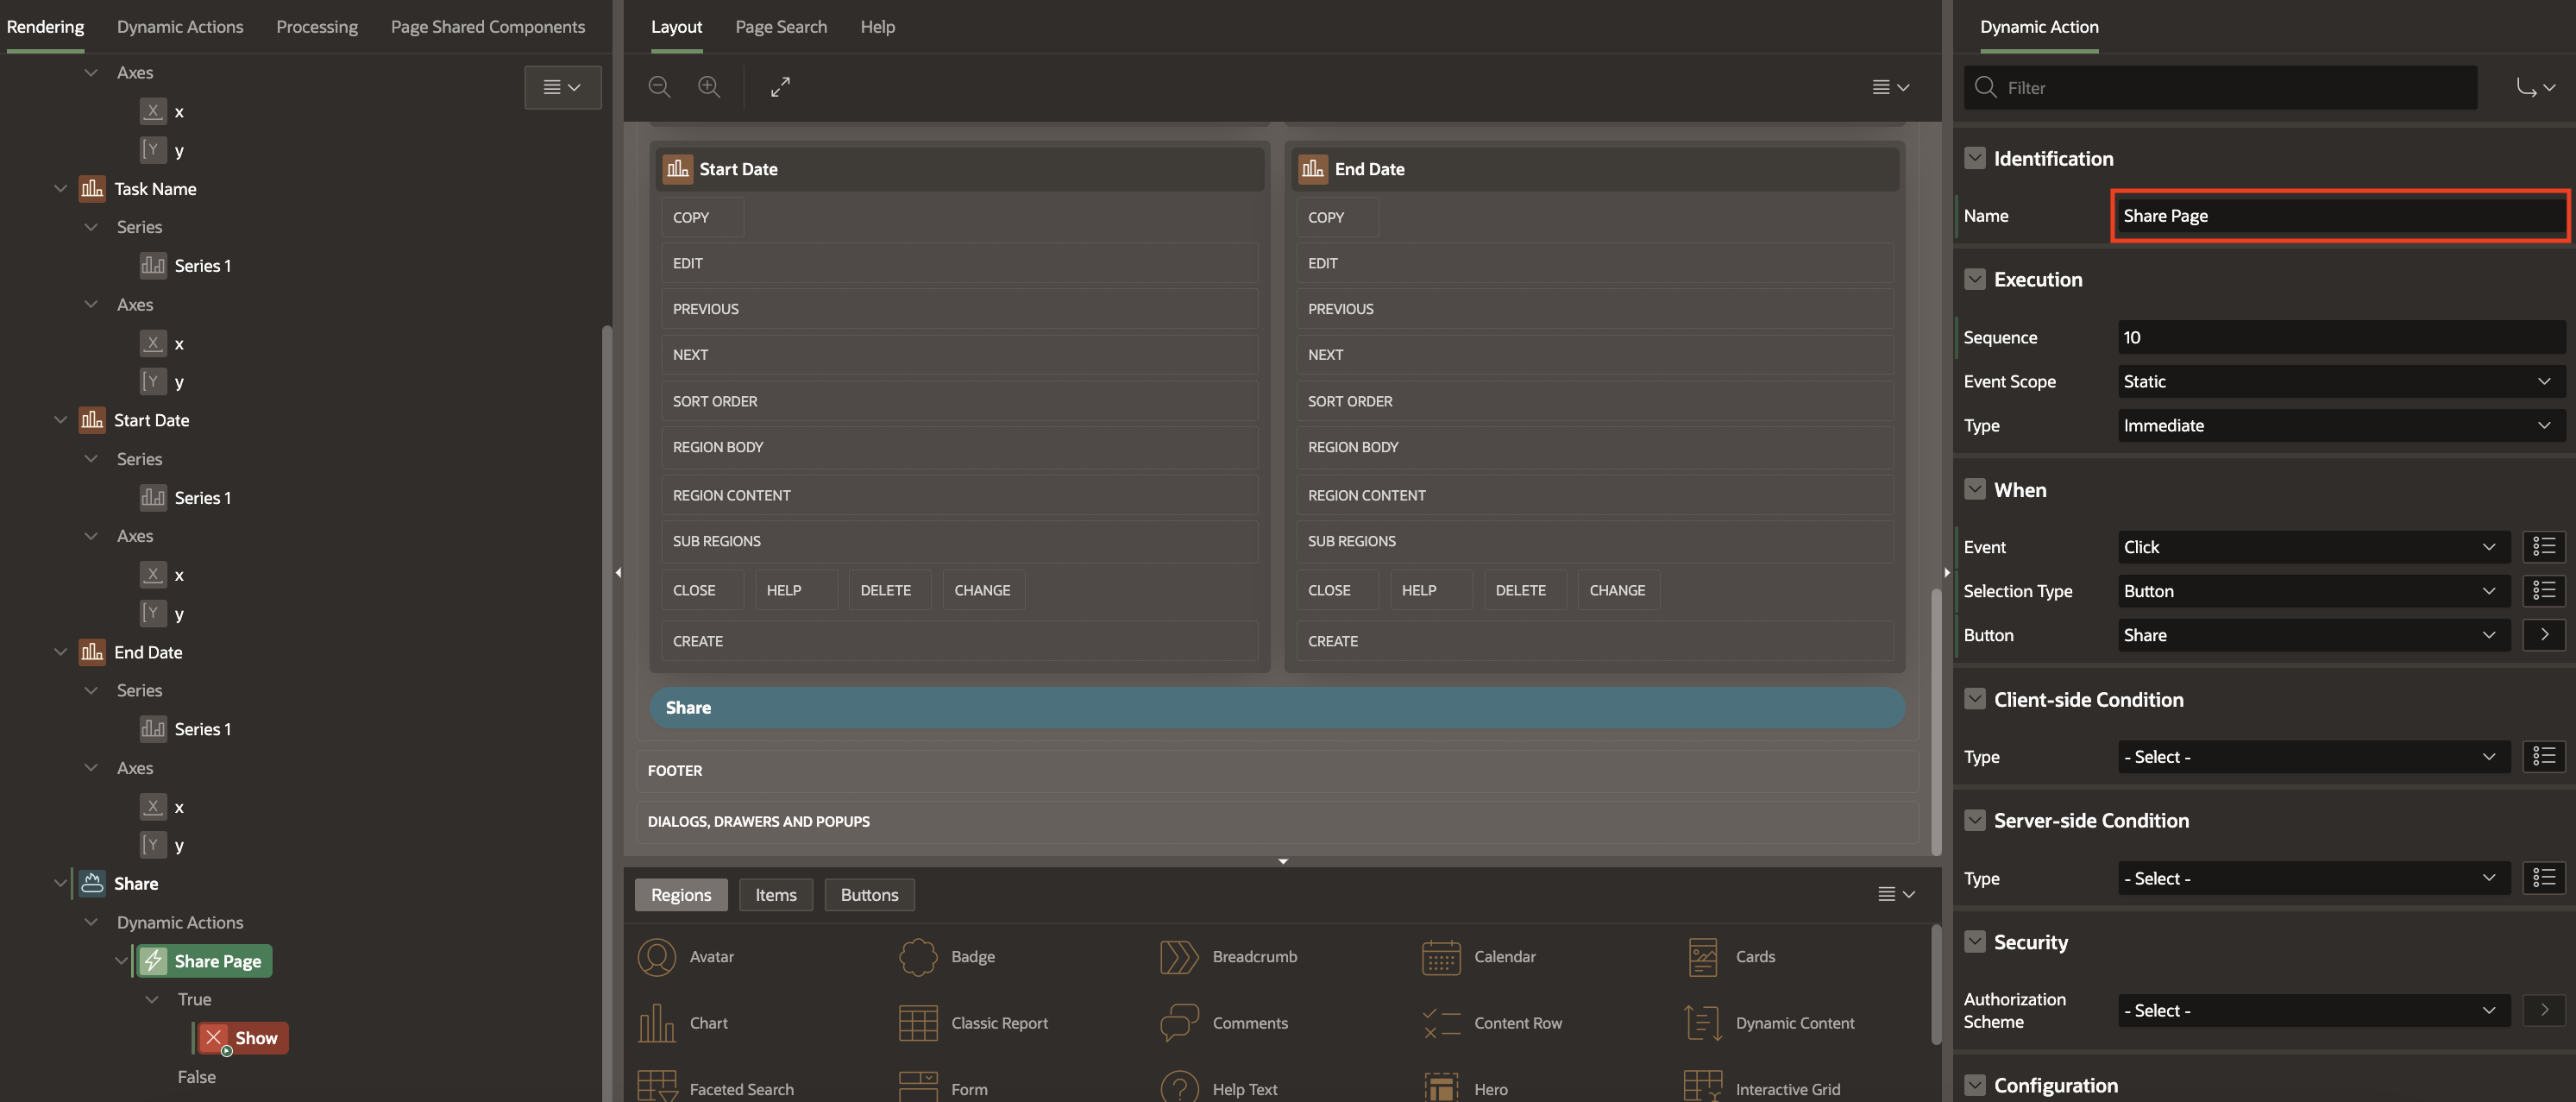 Rendering Dynamic Actions Processing Page Shared Components
Axes
X x
Y y
Task Name
Series
Series 1
Axes
X x
Y y
Start Date
Series
Series 1
Axes
X x
Y y
End Date
Series
Series 1
Axes
X x
Y y
Share
Dynamic Actions
Share Page
True
Show
False
Layout Page Search Help
Start Date
COPY
EDIT
PREVIOUS
NEXT
SORT ORDER
REGION BODY
REGION CONTENT
SUB REGIONS
CLOSE HELP DELETE CHANGE
CREATE
End Date
COPY
EDIT
PREVIOUS
NEXT
SORT ORDER
REGION BODY
REGION CONTENT
SUB REGIONS
CLOSE HELP DELETE CHANGE
CREATE
Share
FOOTER
DIALOGS, DRAWERS AND POPUPS
Regions Items Buttons
Avatar Badge Breadcrumb Calendar Cards
Chart Classic Report Comments Content Row Dynamic Content
Faceted Search Form Help Text Hero Interactive Grid
Dynamic Action
Filter
Identification
Name Share Page
Execution
Sequence 10
Event Scope Static
Type Immediate
When
Event Click
Selection Type Button
Button Share
Client-side Condition
Type - Select -
Server-side Condition
Type - Select -
Security
Authorization
Scheme - Select -
Configuration